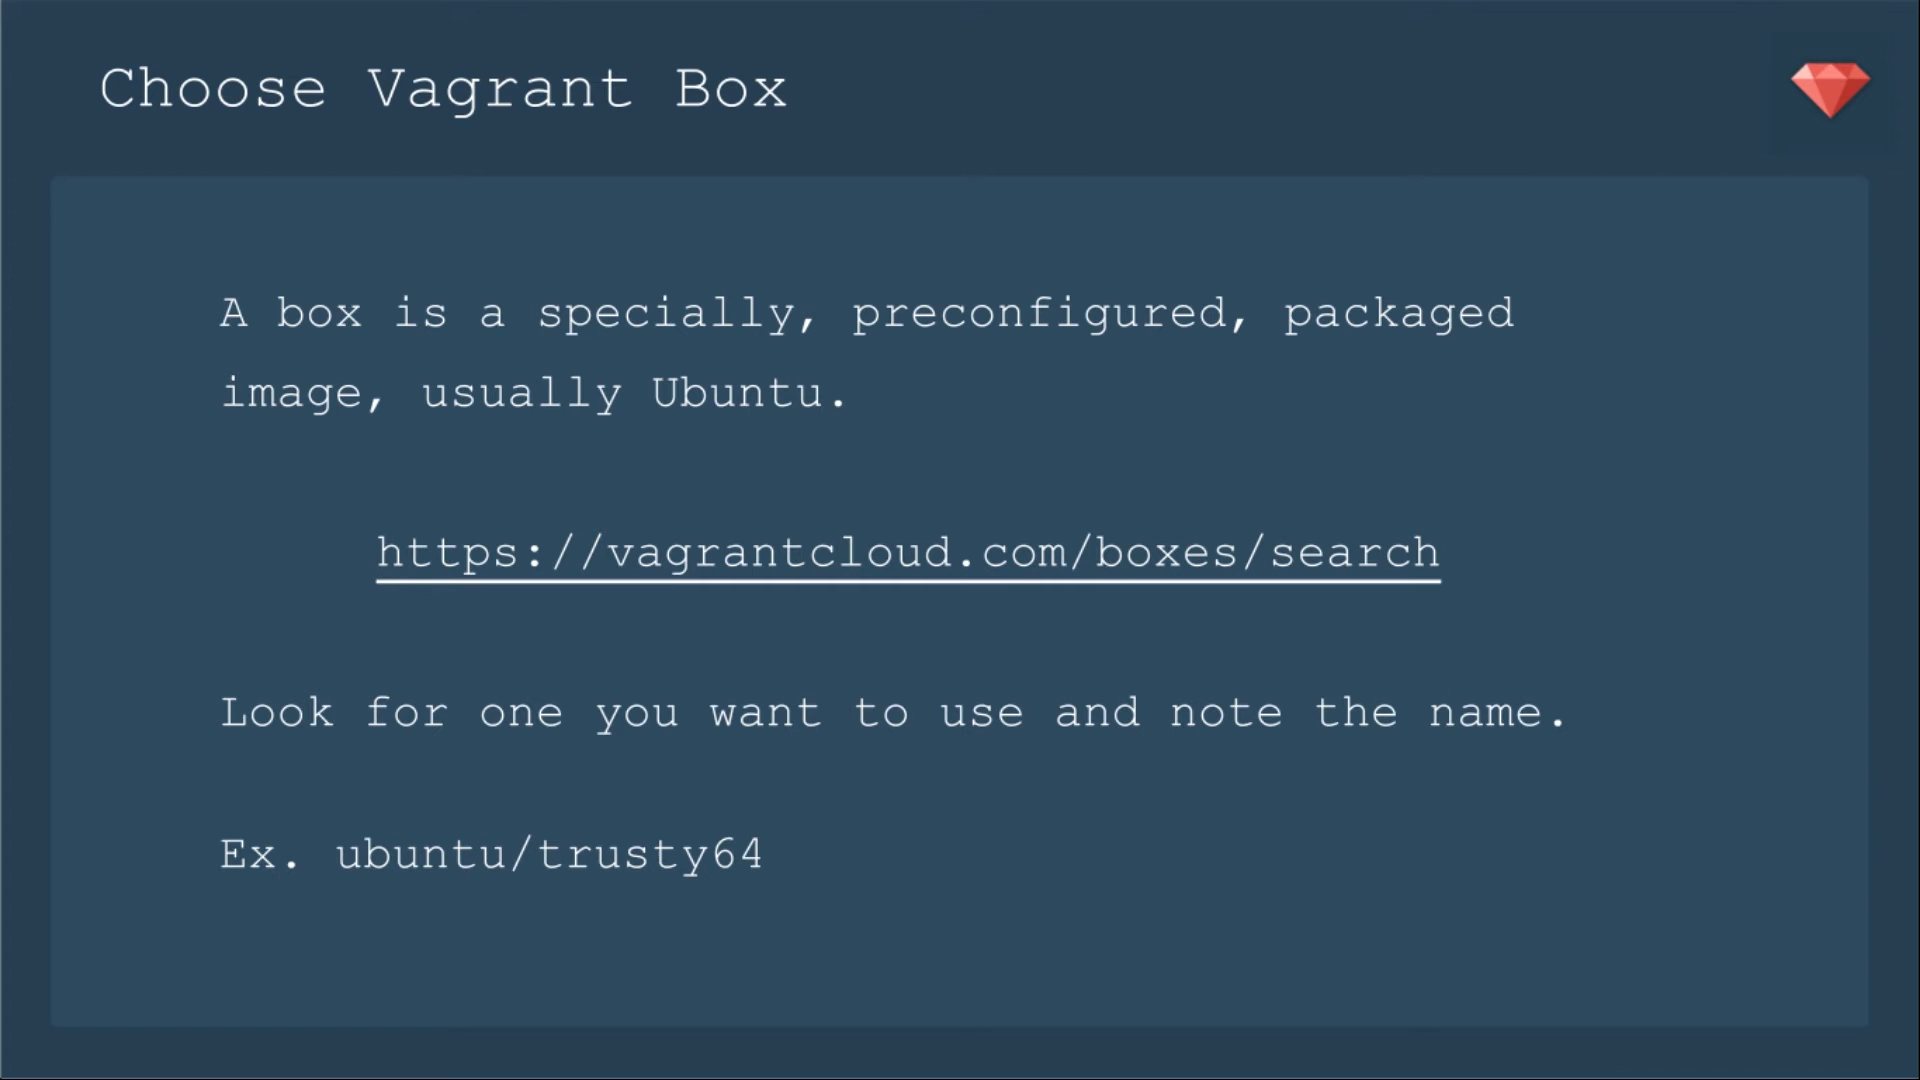 Choose Vagrant Box
A box is a specially, preconfigured, packaged
image, usually Ubuntu.
https://vagrantcloud.com/boxes/search
Look for one you want to use and note the name.
Ex. ubuntu/trusty64